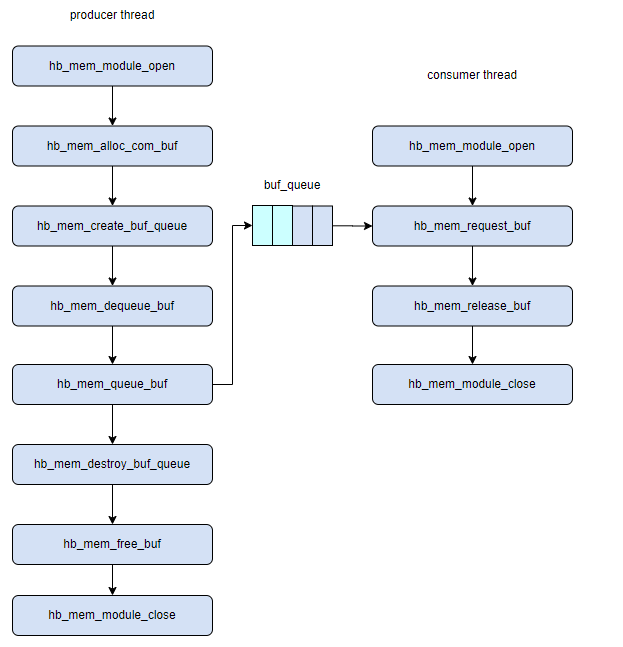 producer thread
hb_mem_module_open
hb_mem_alloc_com_buf
hb_mem_create_buf_queue
hb_mem_dequeue_buf
hb_mem_queue_buf
hb_mem_destroy_buf_queue
hb_mem_free_buf
hb_mem_module_close
buf_queue
consumer thread
hb_mem_module_open
hb_mem_request_buf
hb_mem_release_buf
hb_mem_module_close